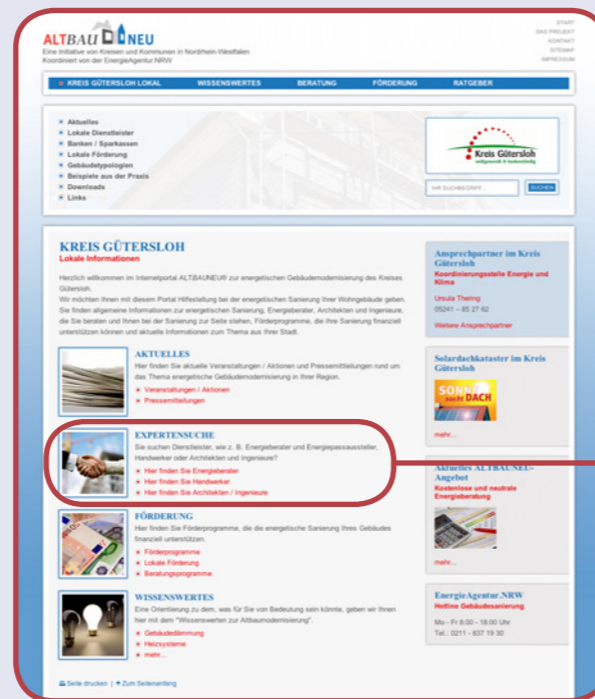 ALTBAU NEU
Eine Initiative von Kreisen und Kommunen in Nordrhein-Westfalen
Koordiniert von der EnergieAgentur.NRW
START
DAS PROJEKT
KONTAKT
SITEMAP
IMPRESSUM
KREIS GÜTERSLOH LOKAL WISSENSWERTES BERATUNG FÖRDERUNG RATGEBER
Aktuelles
Lokale Dienstleister
Banken / Sparkassen
Lokale Förderung
Gebäudetypologien
Beispiele aus der Praxis
Downloads
Links
Kreis Gütersloh
IHR SUCHBEGRIFF... SUCHEN
KREIS GÜTERSLOH
Lokale Informationen
Herzlich willkommen im Internetportal ALTBAUNEU® zur energetischen Gebäudemodernisierung des Kreises
Gütersloh.
Wir möchten Ihnen mit diesem Portal Hilfestellung bei der energetischen Sanierung Ihrer Wohngebäude geben.
Sie finden allgemeine Informationen zur energetischen Sanierung, Energieberater, Architekten und Ingenieure,
die Sie beraten und Ihnen bei der Sanierung zur Seite stehen, Förderprogramme, die Ihre Sanierung finanziell
unterstützen können und aktuelle Informationen zum Thema aus Ihrer Stadt.
AKTUELLES
Hier finden Sie aktuelle Veranstaltungen / Aktionen und Pressemitteilungen rund um
das Thema energetische Gebäudemodernisierung in Ihrer Region.
Veranstaltungen / Aktionen
Pressemitteilungen
EXPERTENSUCHE
Sie suchen Dienstleister, wie z. B. Energieberater und Energiepassaussteller,
Handwerker oder Architekten und Ingenieure?
Hier finden Sie Energieberater
Hier finden Sie Handwerker
Hier finden Sie Architekten / Ingenieure
FÖRDERUNG
Hier finden Sie Förderprogramme, die die energetische Sanierung Ihres Gebäudes
finanziell unterstützen.
Förderprogramme
Lokale Förderung
Beratungsprogramme
WISSENSWERTES
Eine Orientierung zu dem, was für Sie von Bedeutung sein könnte, geben wir Ihnen
hier mit dem "Wissenswerten zur Altbaumodernisierung".
Gebäudedämmung
Heizsysteme
mehr...
Seite drucken | Zum Seitenanfang
Ansprechpartner im Kreis
Gütersloh
Koordinierungsstelle Energie und
Klima
Ursula Thering
05241 – 85 27 62
Weitere Ansprechpartner
Solardachkataster im Kreis
Gütersloh
SONNE
sucht DACH
mehr...
Aktuelles ALTBAUNEU-
Angebot
Kostenlose und neutrale
Energieberatung
mehr...
EnergieAgentur.NRW
Hotline Gebäudesanierung
Mo - Fr 8:00 - 18:00 Uhr
Tel.: 0211 - 837 19 30